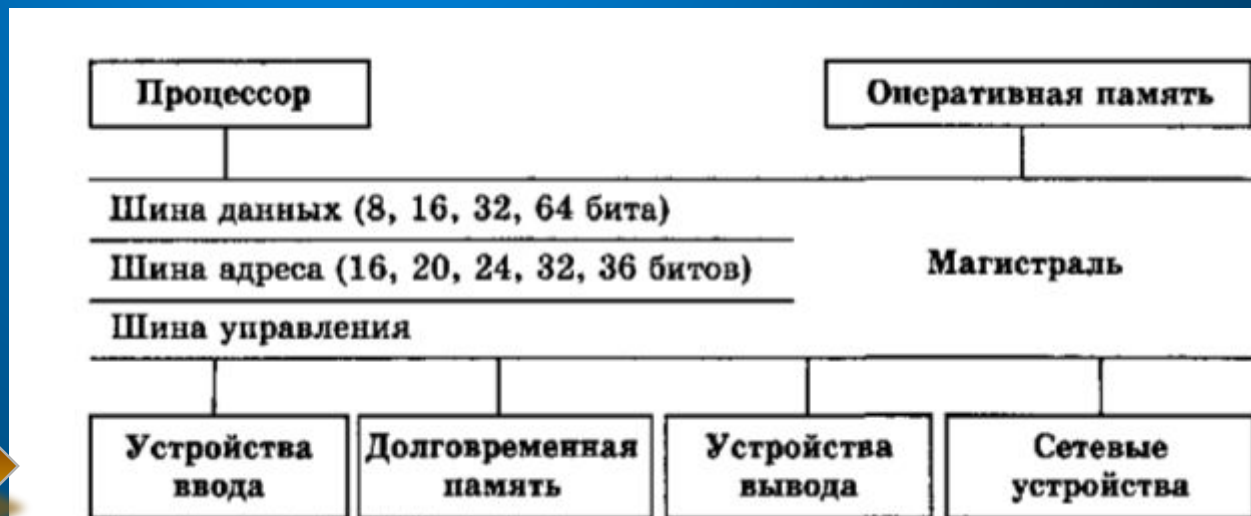 Процессор
Оперативная память
Шина данных (8, 16, 32, 64 бита)
Шина адреса (16, 20, 24, 32, 36 битов)
Магистраль
Шина управления
Устройства
ввода
Долговременная
память
Устройства
вывода
Сетевые
устройства